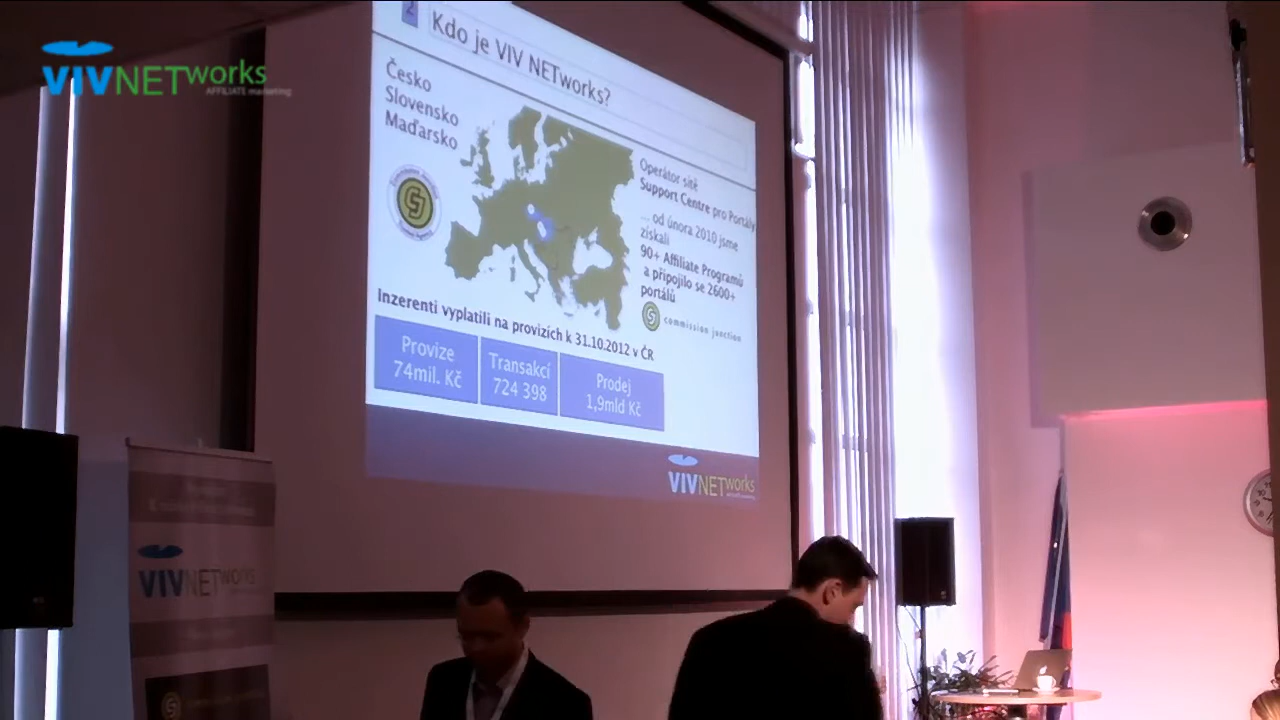 VIVNETworks
AFFILIATE marketing
2
Kdo je VIV NETworks?
Česko
Slovensko
Maďarsko
Operátor sítě
Support Centre pro Portály
... od února 2010 jsme
získali
90+ Affiliate Programů
a připojilo se 2600+
portálů
commission junction
Inzerenti vyplatili na provizích k 31.10.2012 v ČR
Provize
74mil. Kč
Transakcí
724 398
Prodej
1,9mld Kč
VIVNETworks
VIVNETworks